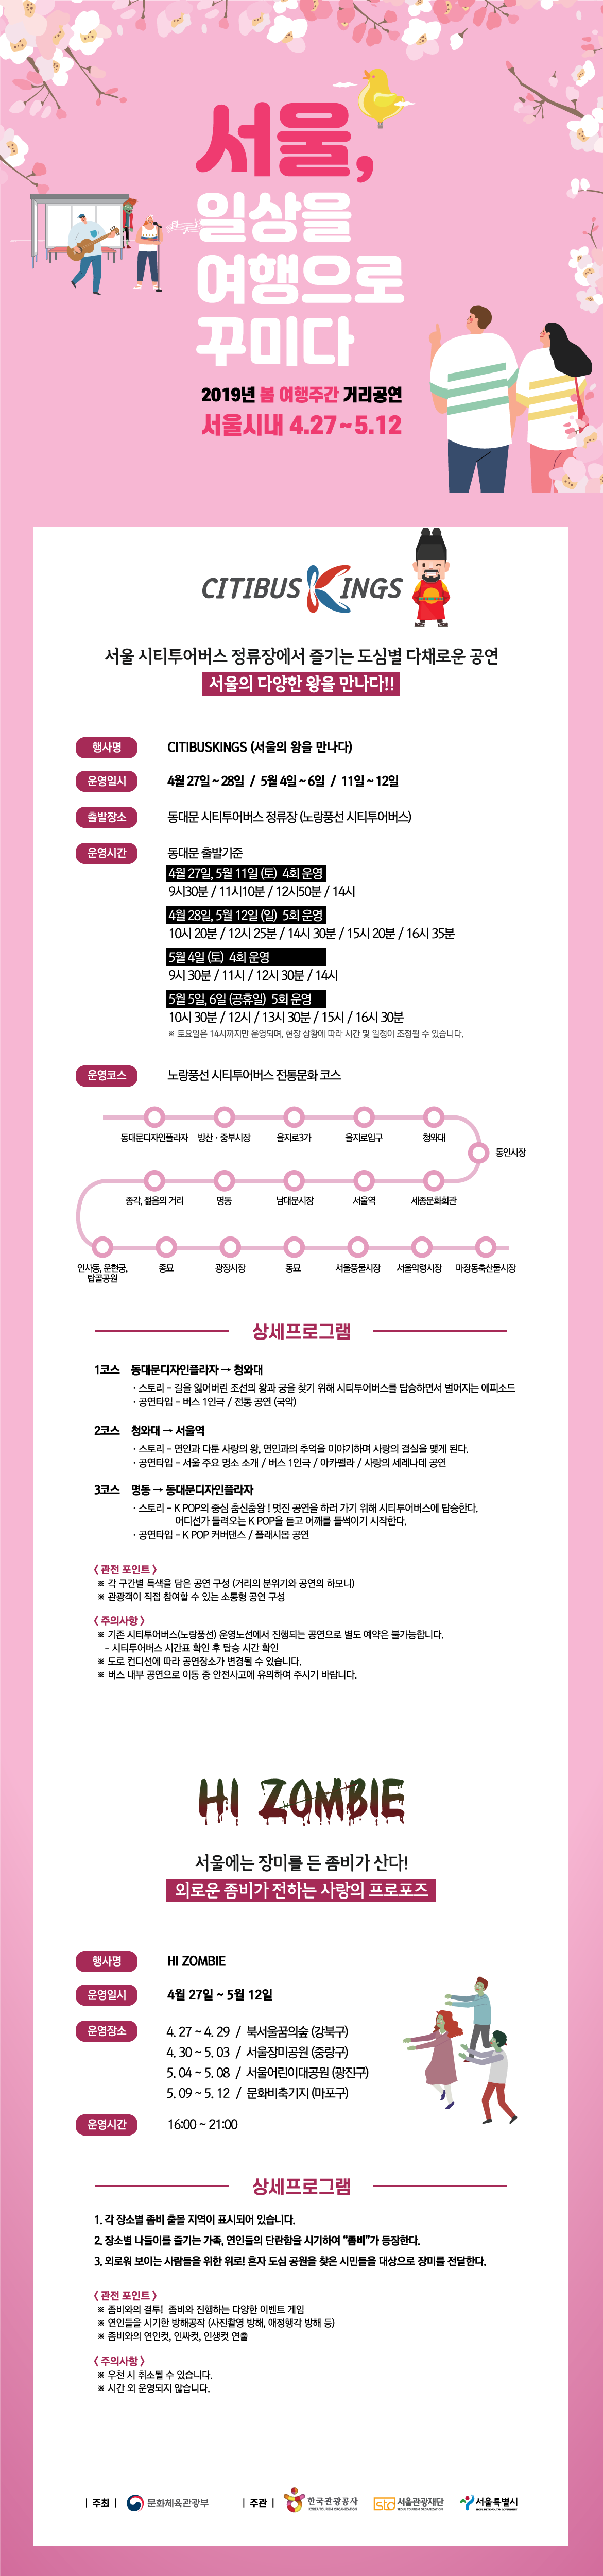 서울,
일상을
여행으로
꾸미다
2019년 봄 여행주간 거리공연
서울시내 4.27~5.12
CITIBUS KINGS
서울 시티투어버스 정류장에서 즐기는 도심별 다채로운 공연
서울의 다양한 왕을 만나다!!
행사명 CITIBUSKINGS (서울의 왕을 만나다)
운영일시 4월 27일 ~ 28일 / 5월 4일 ~ 6일 / 11일 ~ 12일
출발장소 동대문 시티투어버스 정류장 (노랑풍선 시티투어버스)
운영시간 동대문 출발기준
4월 27일, 5월 11일 (토) 4회 운영
9시30분 / 11시10분 / 12시50분 / 14시
4월 28일, 5월 12일 (일) 5회 운영
10시 20분 / 12시 25분 / 14시 30분 / 15시 20분 / 16시 35분
5월 4일 (토) 4회 운영
9시 30분 / 11시 / 12시 30분 / 14시
5월 5일, 6일 (공휴일) 5회 운영
10시 30분 / 12시 / 13시 30분 / 15시 / 16시 30분
※ 토요일은 14시까지만 운영되며, 현장 상황에 따라 시간 및 일정이 조정될 수 있습니다.
운영코스 노랑풍선 시티투어버스 전통문화 코스
동대문디자인플라자 방산 · 중부시장 을지로3가 을지로입구 청와대
통인시장
종각, 젊음의 거리 명동 남대문시장 서울역 세종문화회관
인사동, 운현궁, 종묘 광장시장 동묘 서울풍물시장 서울약령시장 마장동축산물시장
탑골공원
상세프로그램
1코스 동대문디자인플라자 → 청와대
· 스토리 - 길을 잃어버린 조선의 왕과 궁을 찾기 위해 시티투어버스를 탑승하면서 벌어지는 에피소드
· 공연타입 - 버스 1인극 / 전통 공연 (국악)
2코스 청와대 → 서울역
· 스토리 - 연인과 다툰 사랑의 왕, 연인과의 추억을 이야기하며 사랑의 결실을 맺게 된다.
· 공연타입 - 서울 주요 명소 소개 / 버스 1인극 / 아카펠라 / 사랑의 세레나데 공연
3코스 명동 → 동대문디자인플라자
· 스토리 - K POP의 중심 춤신춤왕 ! 멋진 공연을 하러 가기 위해 시티투어버스에 탑승한다.
어디선가 들려오는 K POP을 듣고 어깨를 들썩이기 시작한다.
· 공연타입 - K POP 커버댄스 / 플래시몹 공연
< 관전 포인트 >
※ 각 구간별 특색을 담은 공연 구성 (거리의 분위기와 공연의 하모니)
※ 관광객이 직접 참여할 수 있는 소통형 공연 구성
< 주의사항 >
※ 기존 시티투어버스(노랑풍선) 운영노선에서 진행되는 공연으로 별도 예약은 불가능합니다.
- 시티투어버스 시간표 확인 후 탑승 시간 확인
※ 도로 컨디션에 따라 공연장소가 변경될 수 있습니다.
※ 버스 내부 공연으로 이동 중 안전사고에 유의하여 주시기 바랍니다.
HI ZOMBIE
서울에는 장미를 든 좀비가 산다!
외로운 좀비가 전하는 사랑의 프로포즈
행사명 HI ZOMBIE
운영일시 4월 27일 ~ 5월 12일
운영장소 4. 27 ~ 4. 29 / 북서울꿈의숲 (강북구)
4. 30 ~ 5. 03 / 서울장미공원 (중랑구)
5. 04 ~ 5. 08 / 서울어린이대공원 (광진구)
5. 09 ~ 5. 12 / 문화비축기지 (마포구)
운영시간 16:00 ~ 21:00
상세프로그램
1. 각 장소별 좀비 출몰 지역이 표시되어 있습니다.
2. 장소별 나들이를 즐기는 가족, 연인들의 단란함을 시기하여 “좀비”가 등장한다.
3. 외로워 보이는 사람들을 위한 위로! 혼자 도심 공원을 찾은 시민들을 대상으로 장미를 전달한다.
< 관전 포인트 >
※ 좀비와의 결투! 좀비와 진행하는 다양한 이벤트 게임
※ 연인들을 시기한 방해공작 (사진촬영 방해, 애정행각 방해 등)
※ 좀비와의 연인컷, 인싸컷, 인생컷 연출
< 주의사항 >
※ 우천 시 취소될 수 있습니다.
※ 시간 외 운영되지 않습니다.
| 주최 | 문화체육관광부 | 주관 | 한국관광공사 KOREA TOURISM ORGANIZATION sto 서울관광재단 SEOUL TOURISM ORGANIZATION 서울특별시 SEOUL METROPOLITAN GOVERNMENT